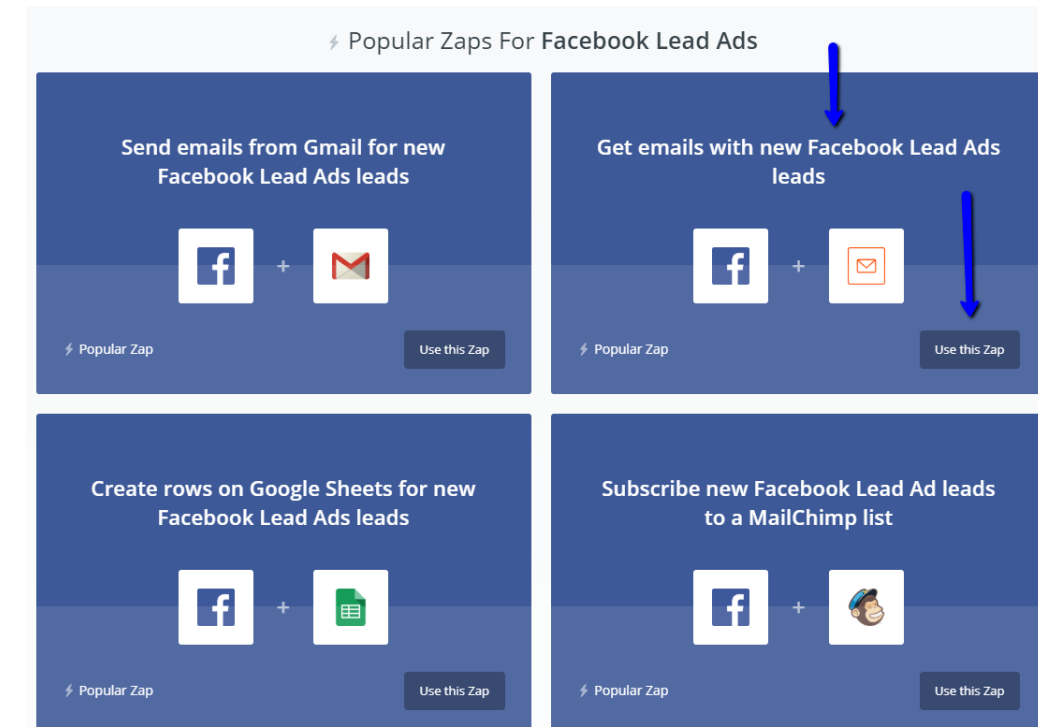 Popular Zaps For Facebook Lead Ads
Send emails from Gmail for new
Facebook Lead Ads leads
Popular Zap
Use this Zap
Get emails with new Facebook Lead Ads
leads
Popular Zap
Use this Zap
Create rows on Google Sheets for new
Facebook Lead Ads leads
Popular Zap
Use this Zap
Subscribe new Facebook Lead Ad leads
to a MailChimp list
Popular Zap
Use this Zap